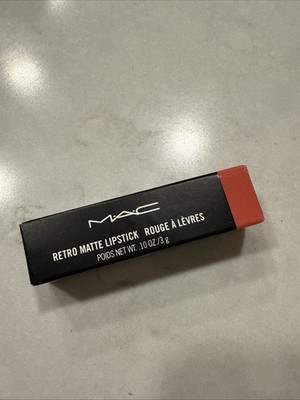 MAC
RETRO MATTE LIPSTICK ROUGE À LÈVRES
POIDS NET WT. .10 OZ/3 g